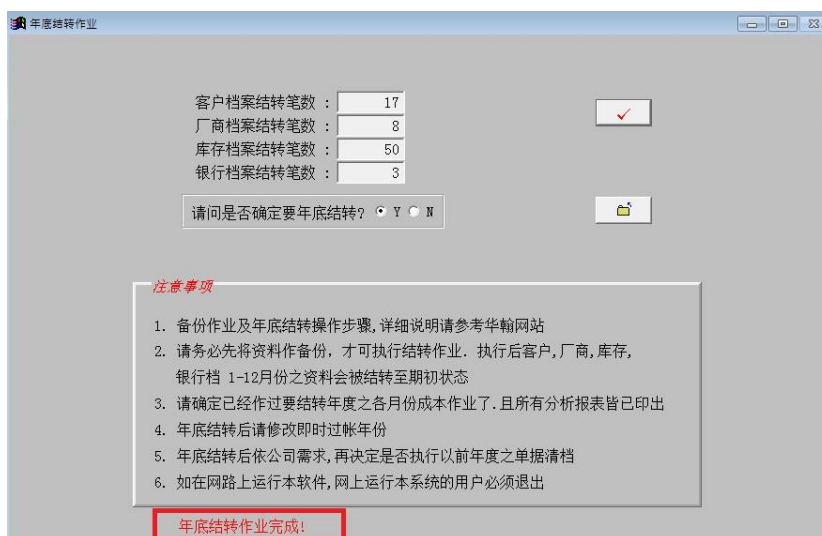 年底结转作业
客户档案结转笔数 : 17
厂商档案结转笔数 : 8
库存档案结转笔数 : 50
银行档案结转笔数 : 3
请问是否确定要年底结转? Y N
注意事项
1. 备份作业及年底结转操作步骤,详细说明请参考华翰网站
2. 请务必先将资料作备份, 才可执行结转作业. 执行后客户,厂商,库存,
银行档 1-12月份之资料会被结转至期初状态
3. 请确定已经作过要结转年度之各月份成本作业了.且所有分析报表皆已印出
4. 年底结转后请修改即时过帐年份
5. 年底结转后依公司需求,再决定是否执行以前年度之单据清档
6. 如在网路上运行本软件,网上运行本系统的用户必须退出
年底结转作业完成!